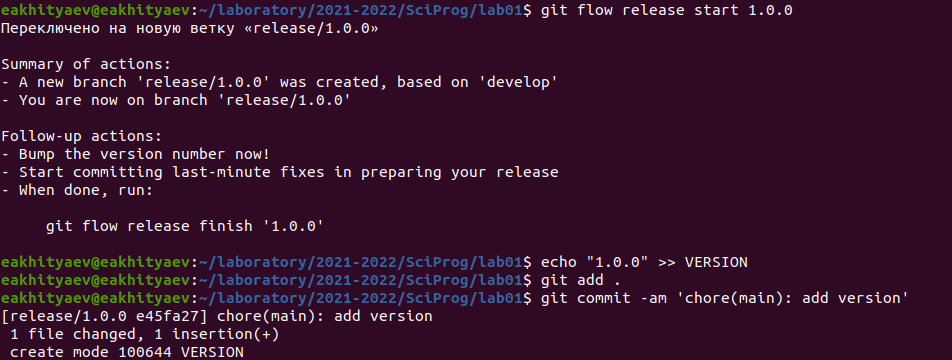 eakhityaev@eakhityaev:~/laboratory/2021-2022/SciProg/lab01$ git flow release start 1.0.0
Переключено на новую ветку «release/1.0.0»
Summary of actions:
- A new branch 'release/1.0.0' was created, based on 'develop'
- You are now on branch 'release/1.0.0'
Follow-up actions:
- Bump the version number now!
- Start committing last-minute fixes in preparing your release
- When done, run:
git flow release finish '1.0.0'
eakhityaev@eakhityaev:~/laboratory/2021-2022/SciProg/lab01$ echo "1.0.0" >> VERSION
eakhityaev@eakhityaev:~/laboratory/2021-2022/SciProg/lab01$ git add .
eakhityaev@eakhityaev:~/laboratory/2021-2022/SciProg/lab01$ git commit -am 'chore(main): add version'
[release/1.0.0 e45fa27] chore(main): add version
1 file changed, 1 insertion(+)
create mode 100644 VERSION